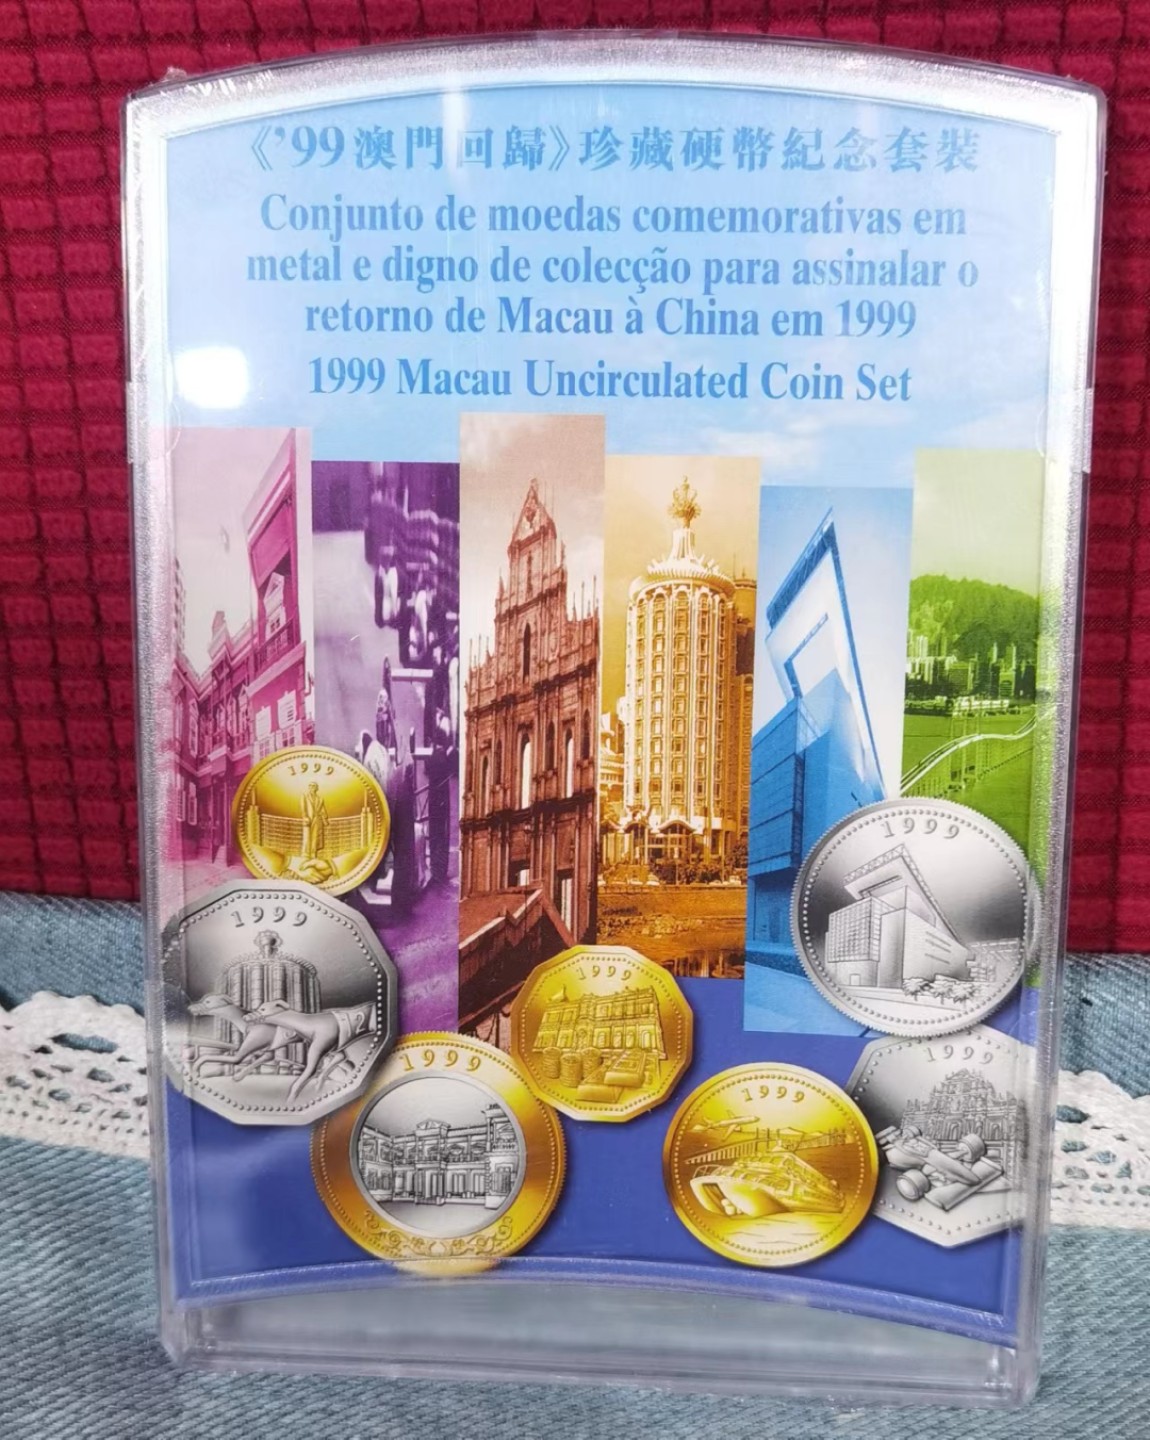 《'99澳門回歸》珍藏硬幣紀念套裝
Conjunto de moedas comemorativas em
metal e digno de colecção para assinalar o
retorno de Macau à China em 1999
1999 Macau Uncirculated Coin Set
1999
1999
1999
1999
1999
1999
1999
2